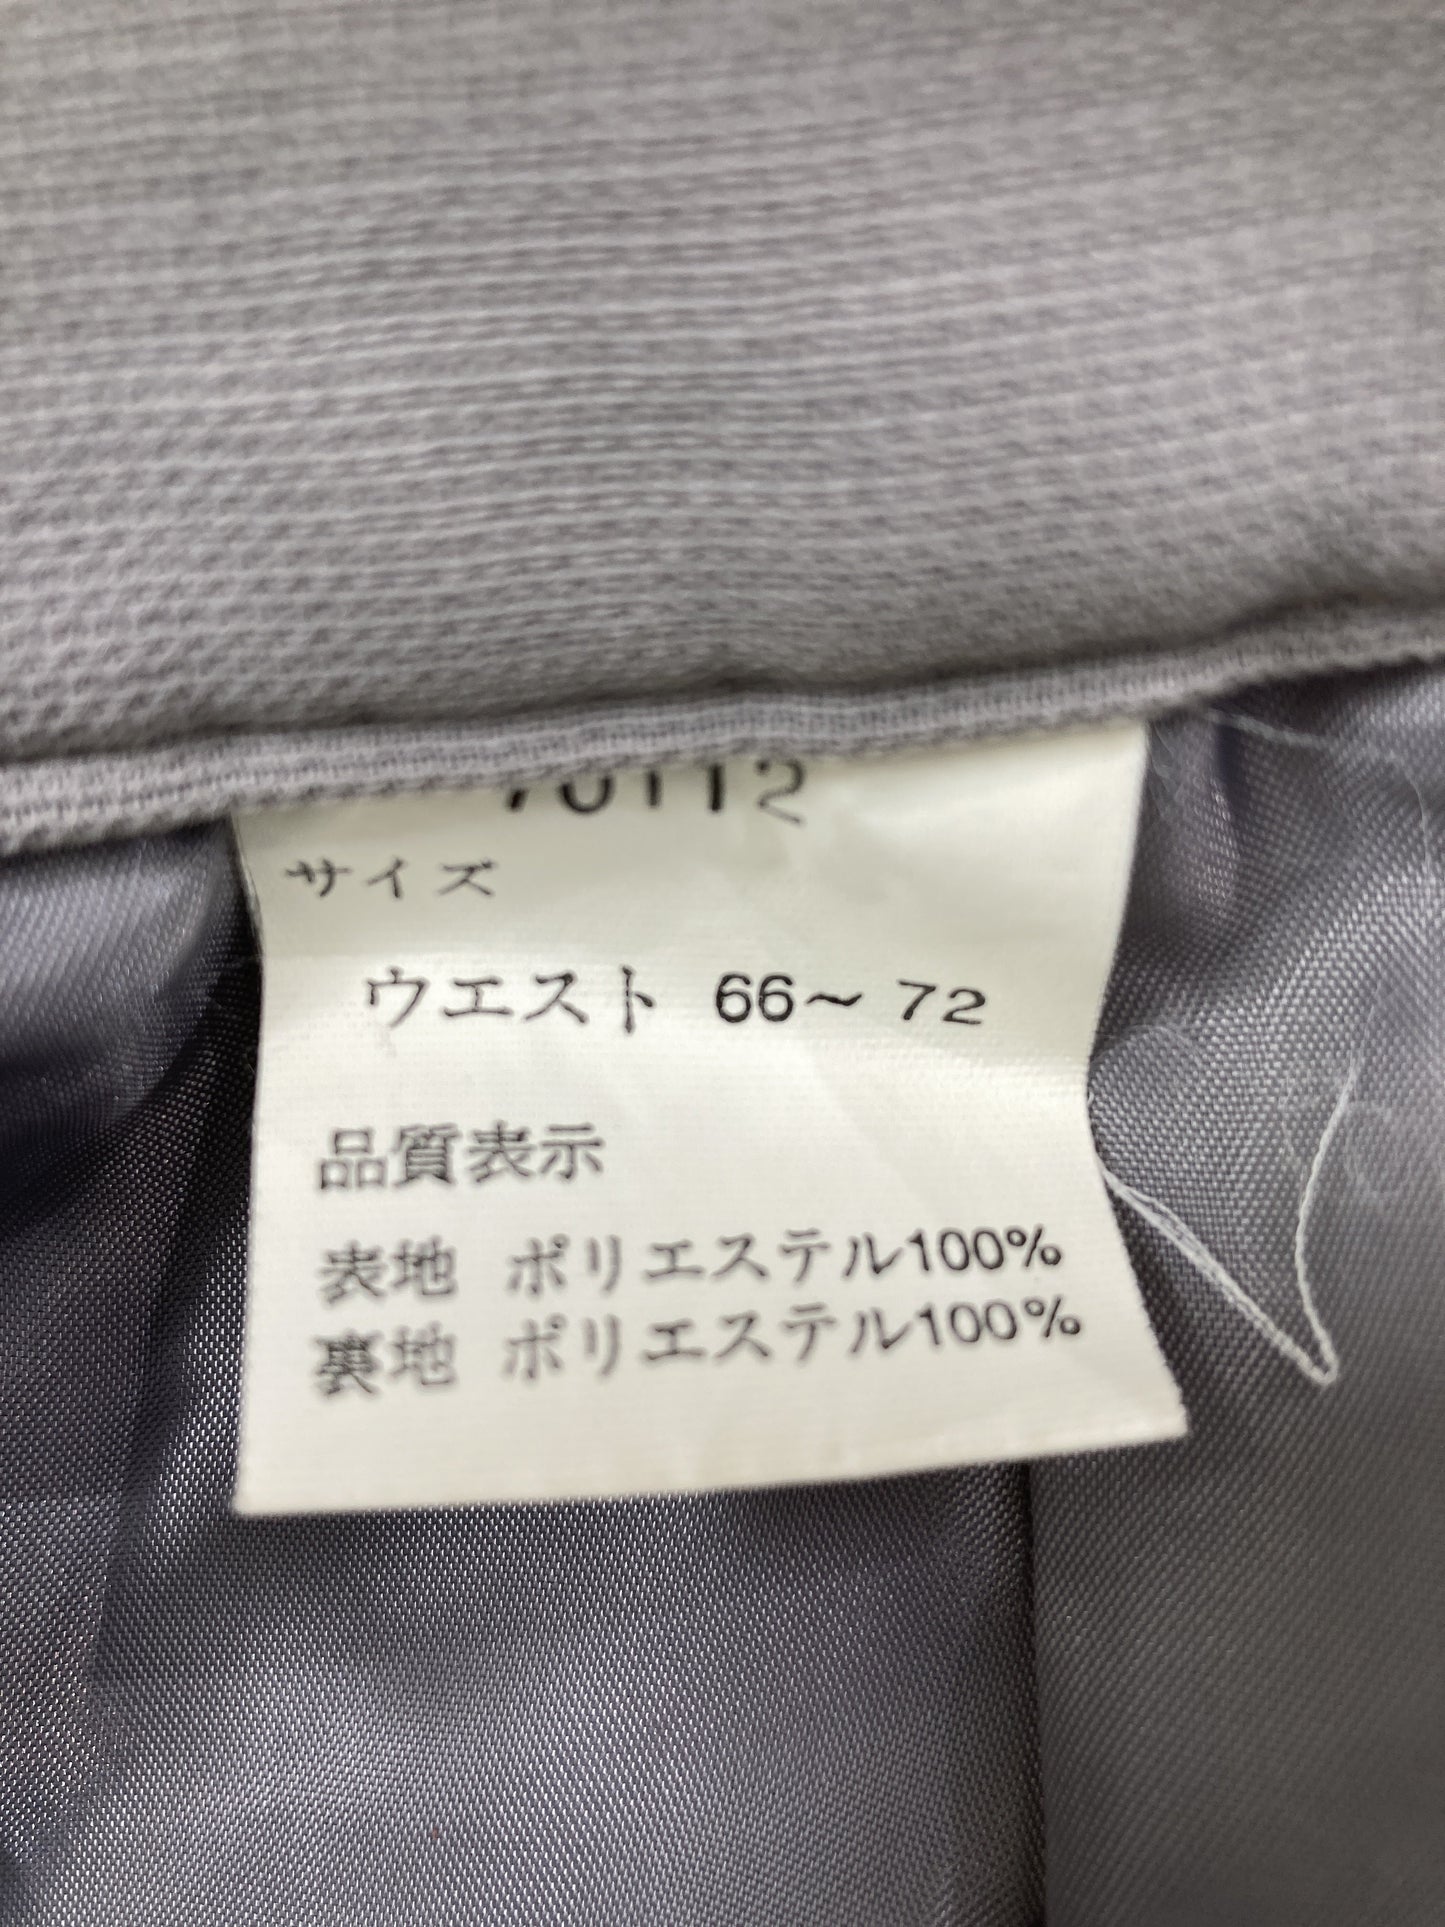 サイズ
ウエスト 66～72
品質表示
表地 ポリエステル100%
裏地 ポリエステル100%